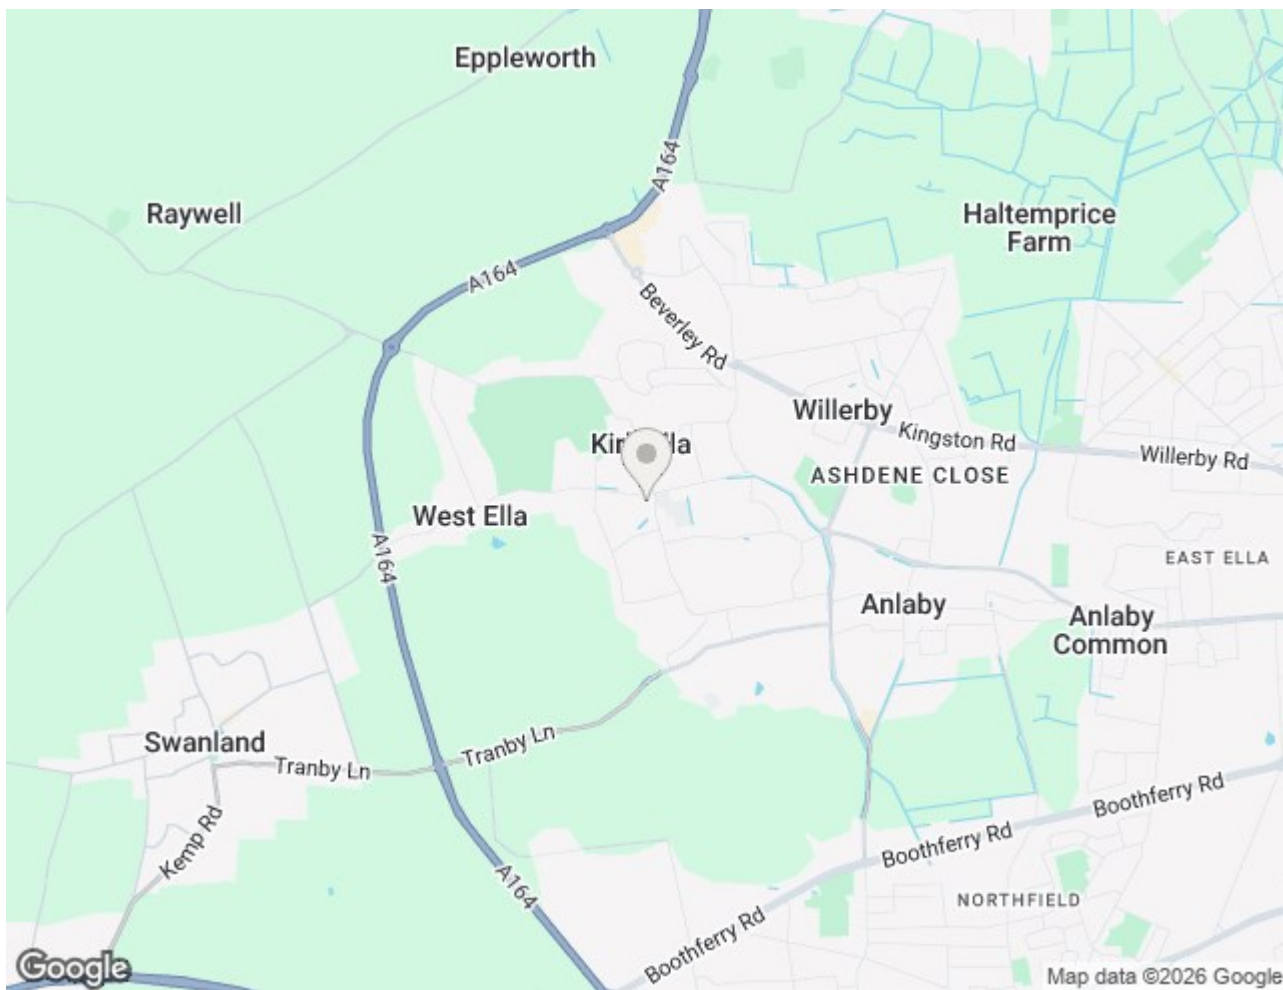 Eppleworth
A164
Raywell
Haltemprice
Farm
A164
Beverley Rd
Willerby
Kingston Rd
Willerby Rd
ASHDENE CLOSE
West Ella
A164
EAST ELLA
Anlaby
Anlaby
Common
Swanland
Tranby Ln
Tranby Ln
Kemp Rd
Boothferry Rd
Boothferry Rd
A164
NORTHFIELD
Boothferry Rd
Google
Map data ©2026 Google